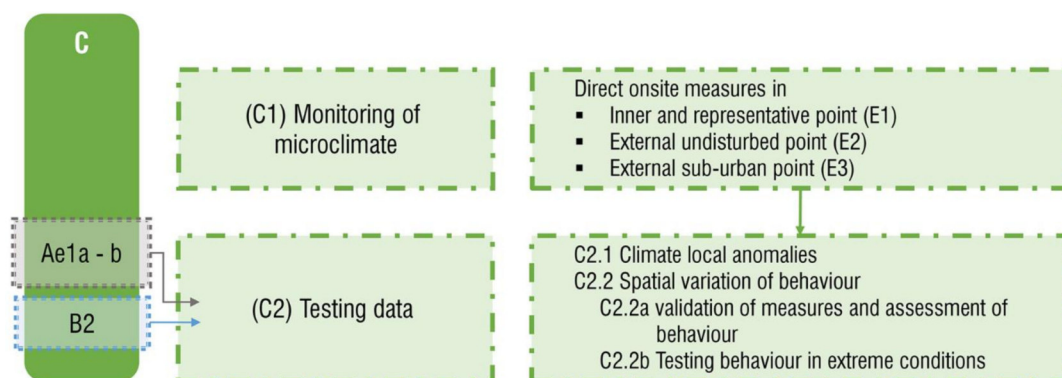 C
(C1) Monitoring of
microclimate
Direct onsite measures in
▪ Inner and representative point (E1)
▪ External undisturbed point (E2)
▪ External sub-urban point (E3)
Ae1a - b
B2
(C2) Testing data
C2.1 Climate local anomalies
C2.2 Spatial variation of behaviour
C2.2a validation of measures and assessment of
behaviour
C2.2b Testing behaviour in extreme conditions